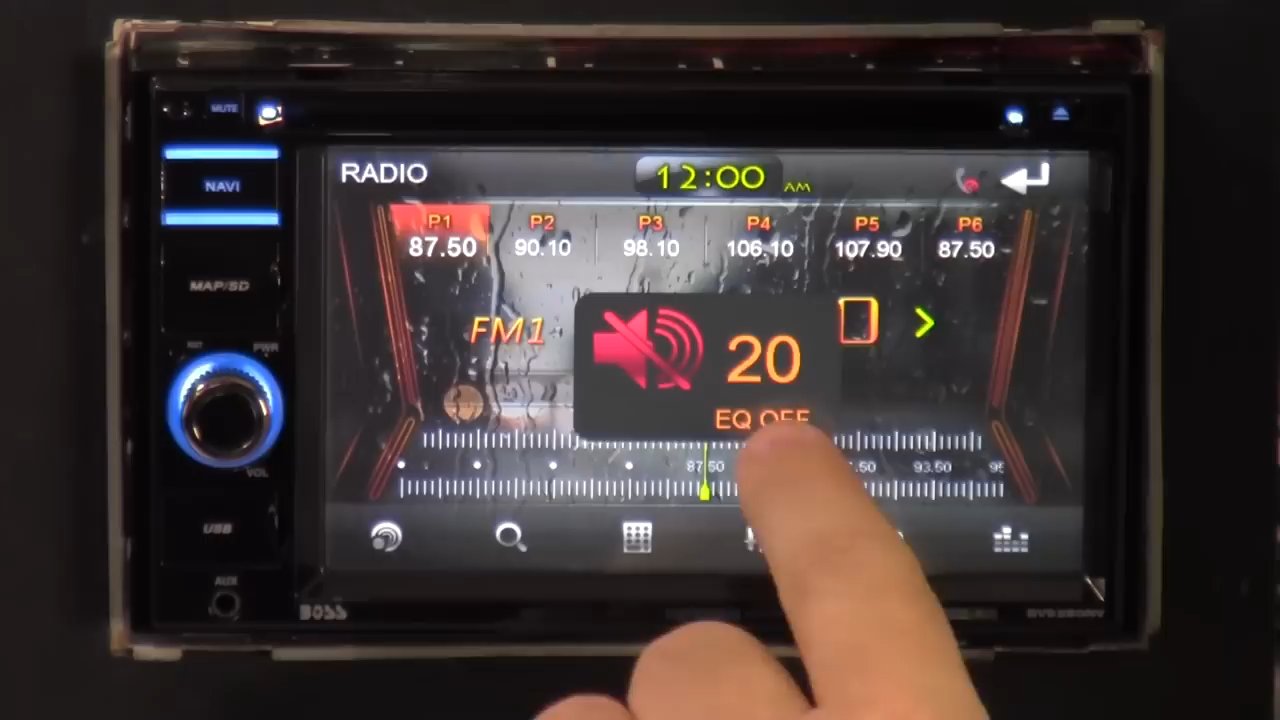 MUTE
NAVI
MAP/SD
RST
PWR
VOL
USB
AUX
BOSS
RADIO
12:00 AM
P1 P2 P3 P4 P5 P6
87.50 90.10 98.10 106.10 107.90 87.50
FM1
20
EQ OFF
87.50 93.50